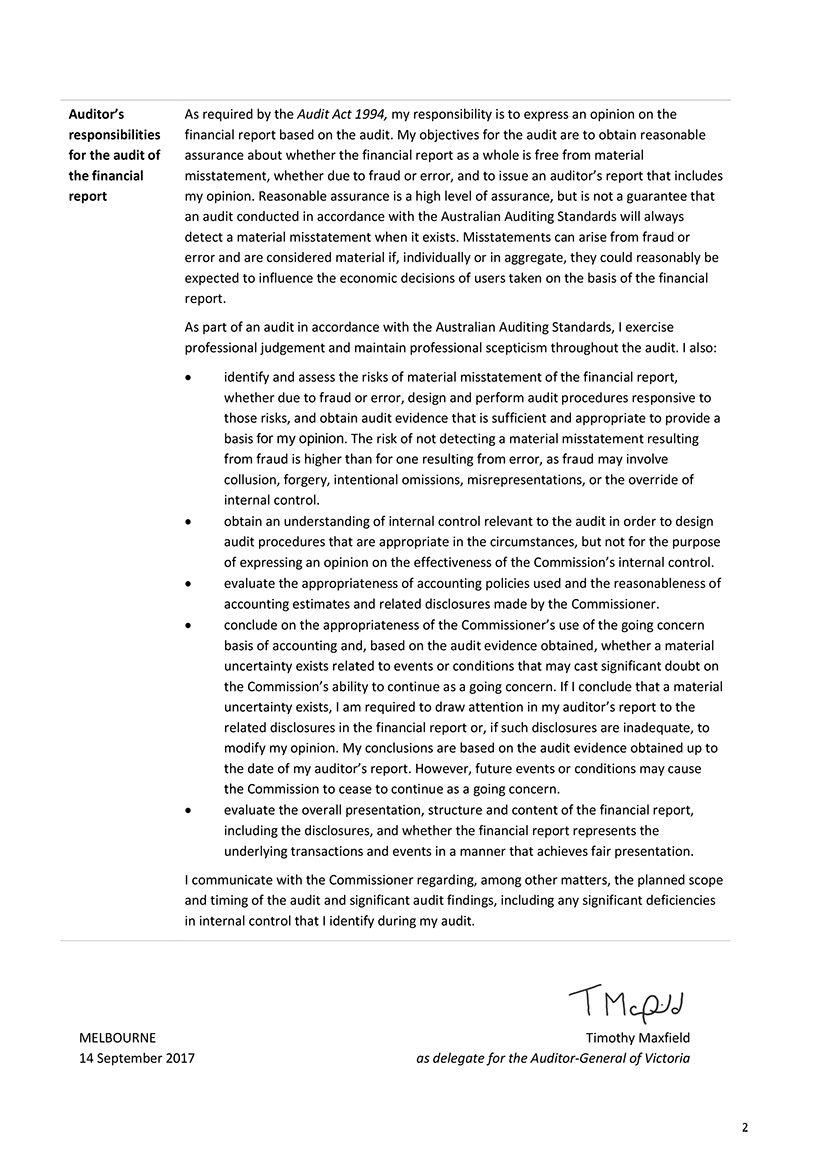 Auditor’s
responsibilities
for the audit of
the financial
report
As required by the Audit Act 1994, my responsibility is to express an opinion on the
financial report based on the audit. My objectives for the audit are to obtain reasonable
assurance about whether the financial report as a whole is free from material
misstatement, whether due to fraud or error, and to issue an auditor’s report that includes
my opinion. Reasonable assurance is a high level of assurance, but is not a guarantee that
an audit conducted in accordance with the Australian Auditing Standards will always
detect a material misstatement when it exists. Misstatements can arise from fraud or
error and are considered material if, individually or in aggregate, they could reasonably be
expected to influence the economic decisions of users taken on the basis of the financial
report.
As part of an audit in accordance with the Australian Auditing Standards, I exercise
professional judgement and maintain professional scepticism throughout the audit. I also:
• identify and assess the risks of material misstatement of the financial report,
whether due to fraud or error, design and perform audit procedures responsive to
those risks, and obtain audit evidence that is sufficient and appropriate to provide a
basis for my opinion. The risk of not detecting a material misstatement resulting
from fraud is higher than for one resulting from error, as fraud may involve
collusion, forgery, intentional omissions, misrepresentations, or the override of
internal control.
• obtain an understanding of internal control relevant to the audit in order to design
audit procedures that are appropriate in the circumstances, but not for the purpose
of expressing an opinion on the effectiveness of the Commission’s internal control.
• evaluate the appropriateness of accounting policies used and the reasonableness of
accounting estimates and related disclosures made by the Commissioner.
• conclude on the appropriateness of the Commissioner’s use of the going concern
basis of accounting and, based on the audit evidence obtained, whether a material
uncertainty exists related to events or conditions that may cast significant doubt on
the Commission’s ability to continue as a going concern. If I conclude that a material
uncertainty exists, I am required to draw attention in my auditor’s report to the
related disclosures in the financial report or, if such disclosures are inadequate, to
modify my opinion. My conclusions are based on the audit evidence obtained up to
the date of my auditor’s report. However, future events or conditions may cause
the Commission to cease to continue as a going concern.
• evaluate the overall presentation, structure and content of the financial report,
including the disclosures, and whether the financial report represents the
underlying transactions and events in a manner that achieves fair presentation.
I communicate with the Commissioner regarding, among other matters, the planned scope
and timing of the audit and significant audit findings, including any significant deficiencies
in internal control that I identify during my audit.
MELBOURNE
14 September 2017
Timothy Maxfield
as delegate for the Auditor-General of Victoria
2